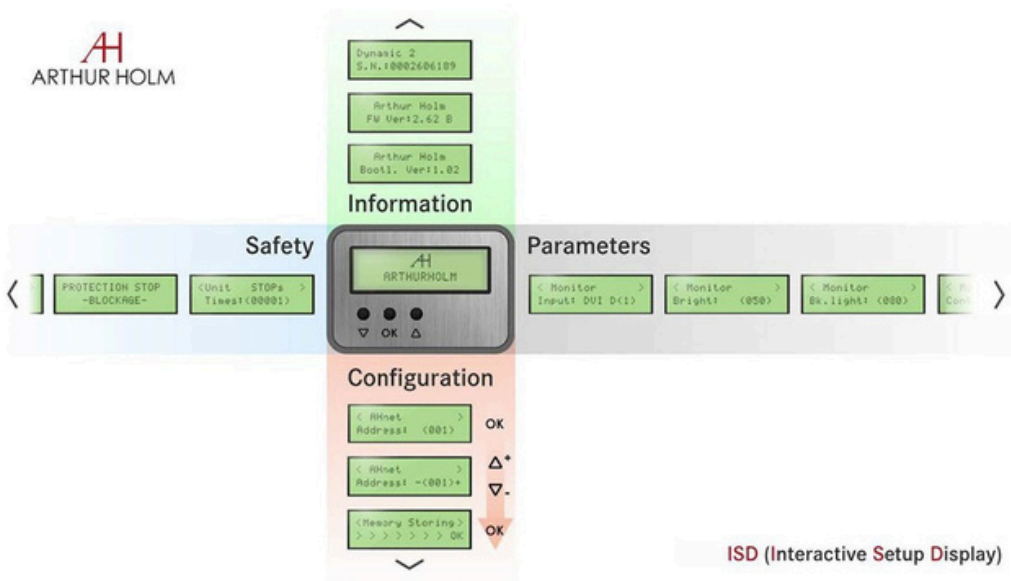 AH
ARTHUR HOLM
Dynamic 2
S.N.:0002606189
Arthur Holm
FW Ver:2.62 B
Arthur Holm
Bootl. Ver:1.02
Information
Safety
Parameters
PROTECTION STOP
-BLOCKAGE-
<Unit STOPs >
Times:(00001)
AH
ARTHURHOLM
▽ OK △
< Monitor >
Input: DVI D(1)
< Monitor >
Bright: (050)
< Monitor >
Bk.light: (080)
Configuration
< AHnet >
Address: (001)
OK
< AHnet >
Address: -(001)+
△+
▽-
<Memory Storing>
> > > > > > > OK
OK
ISD (Interactive Setup Display)